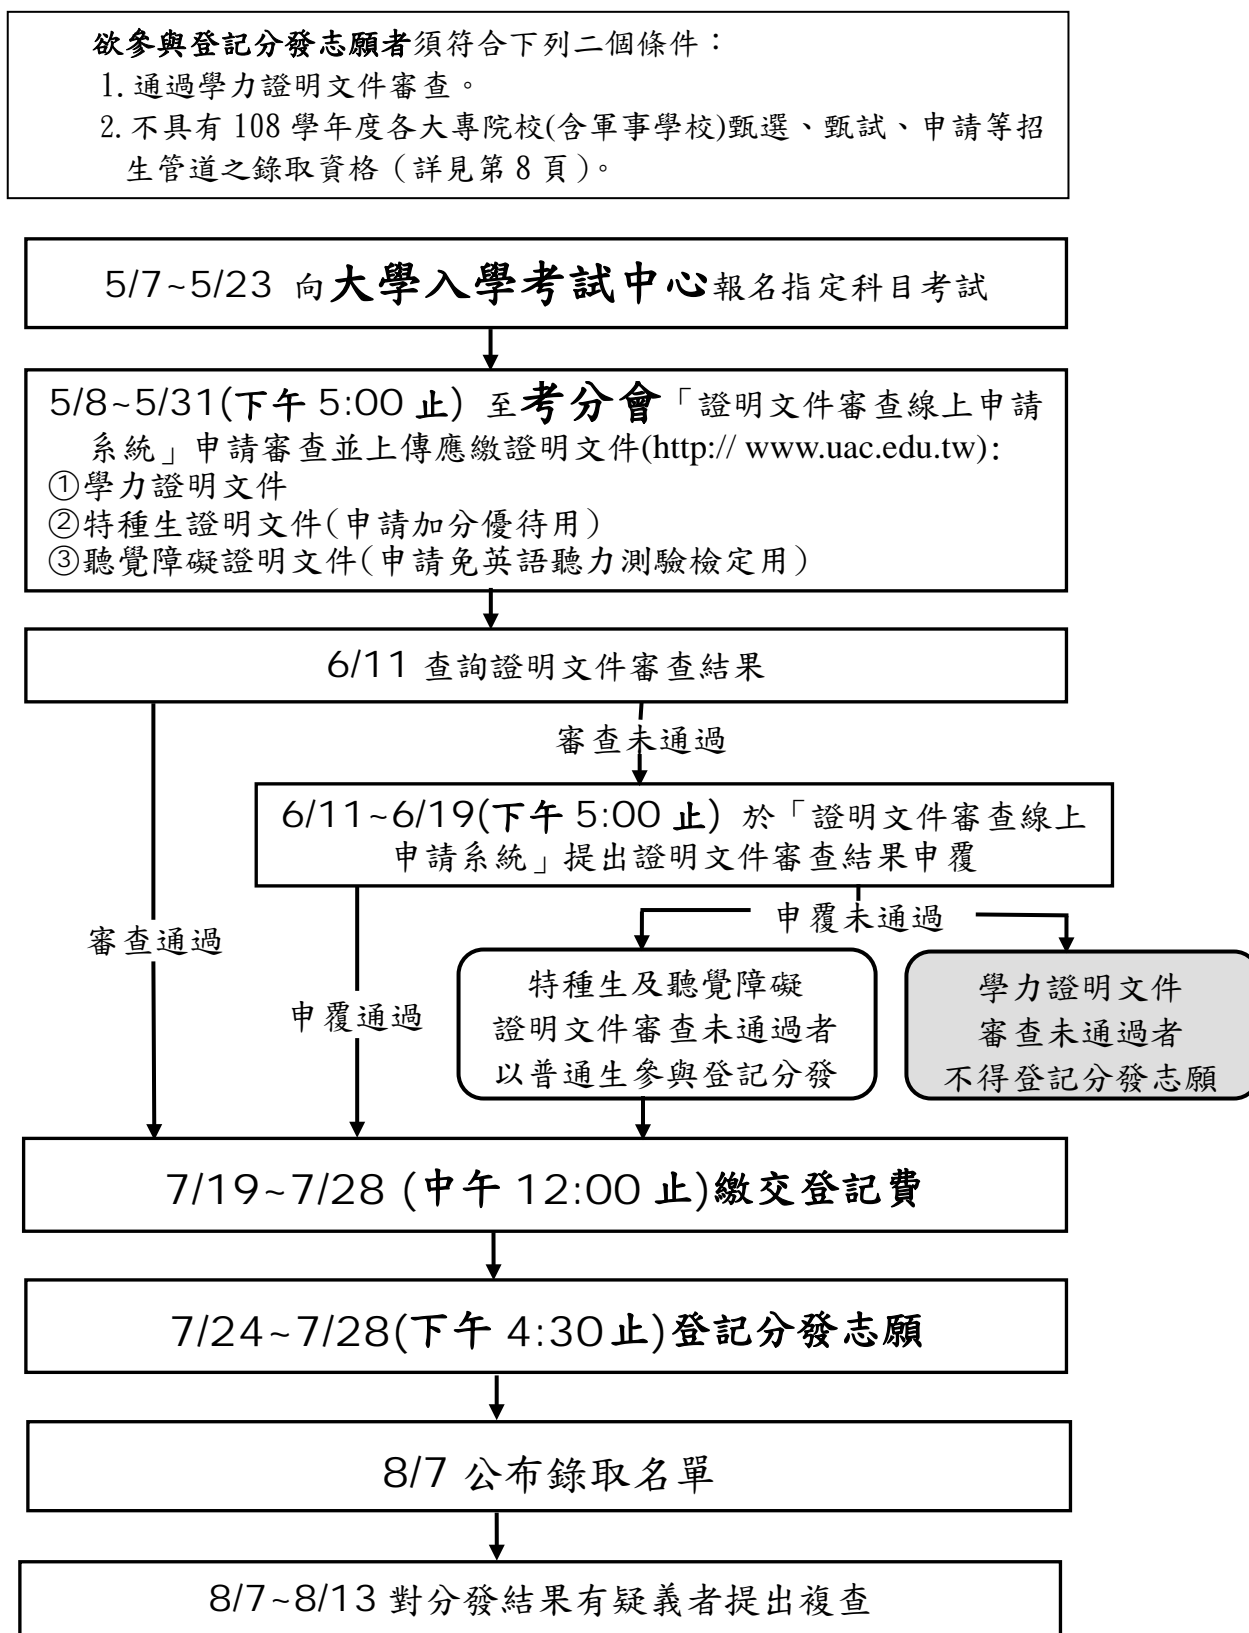 欲參與登記分發志願者須符合下列二個條件：
1. 通過學力證明文件審查。
2. 不具有 108 學年度各大專院校(含軍事學校)甄選、甄試、申請等招
生管道之錄取資格（詳見第 8 頁）。
5/7~5/23 向大學入學考試中心報名指定科目考試
5/8~5/31(下午 5:00 止) 至考分會「證明文件審查線上申請
系統」申請審查並上傳應繳證明文件(http:// www.uac.edu.tw)：
①學力證明文件
②特種生證明文件(申請加分優待用)
③聽覺障礙證明文件(申請免英語聽力測驗檢定用)
6/11 查詢證明文件審查結果
審查未通過
6/11~6/19(下午 5:00 止) 於「證明文件審查線上
申請系統」提出證明文件審查結果申覆
申覆未通過
審查通過
申覆通過
特種生及聽覺障礙
證明文件審查未通過者
以普通生參與登記分發
學力證明文件
審查未通過者
不得登記分發志願
7/19~7/28 (中午 12:00 止)繳交登記費
7/24~7/28(下午 4:30 止)登記分發志願
8/7 公布錄取名單
8/7~8/13 對分發結果有疑義者提出複查